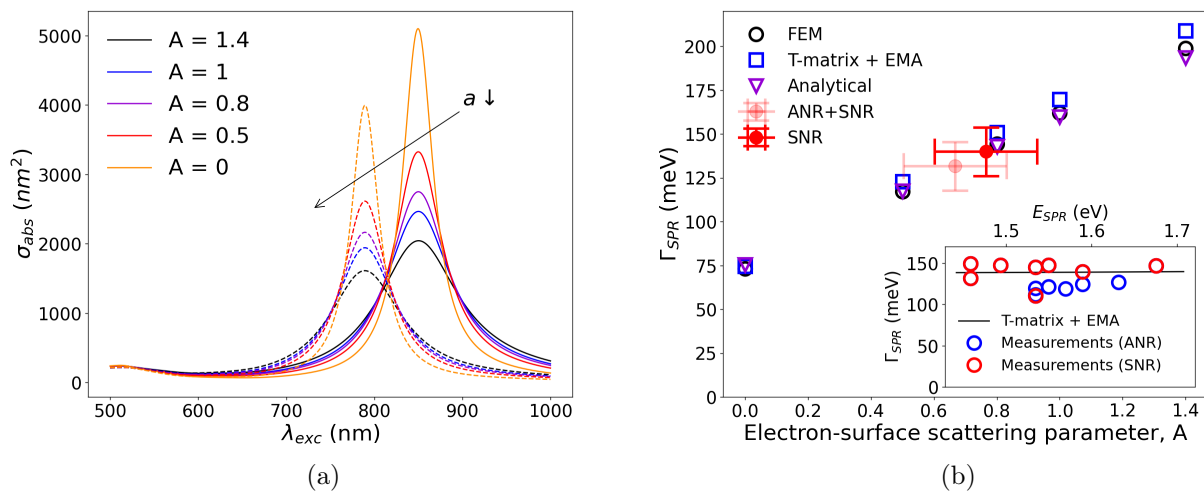 5000
4000
3000
2000
1000
0
σabs (nm²)
A = 1.4
A = 1
A = 0.8
A = 0.5
A = 0
a ↓
500 600 700 800 900 1000
λexc (nm)
(a)
200
175
150
125
100
75
50
25
0
ΓSPR (meV)
FEM
T-matrix + EMA
Analytical
ANR+SNR
SNR
ESPR (eV)
1.5 1.6 1.7
150
100
50
0
ΓSPR (meV)
T-matrix + EMA
Measurements (ANR)
Measurements (SNR)
0.0 0.2 0.4 0.6 0.8 1.0 1.2 1.4
Electron-surface scattering parameter, A
(b)